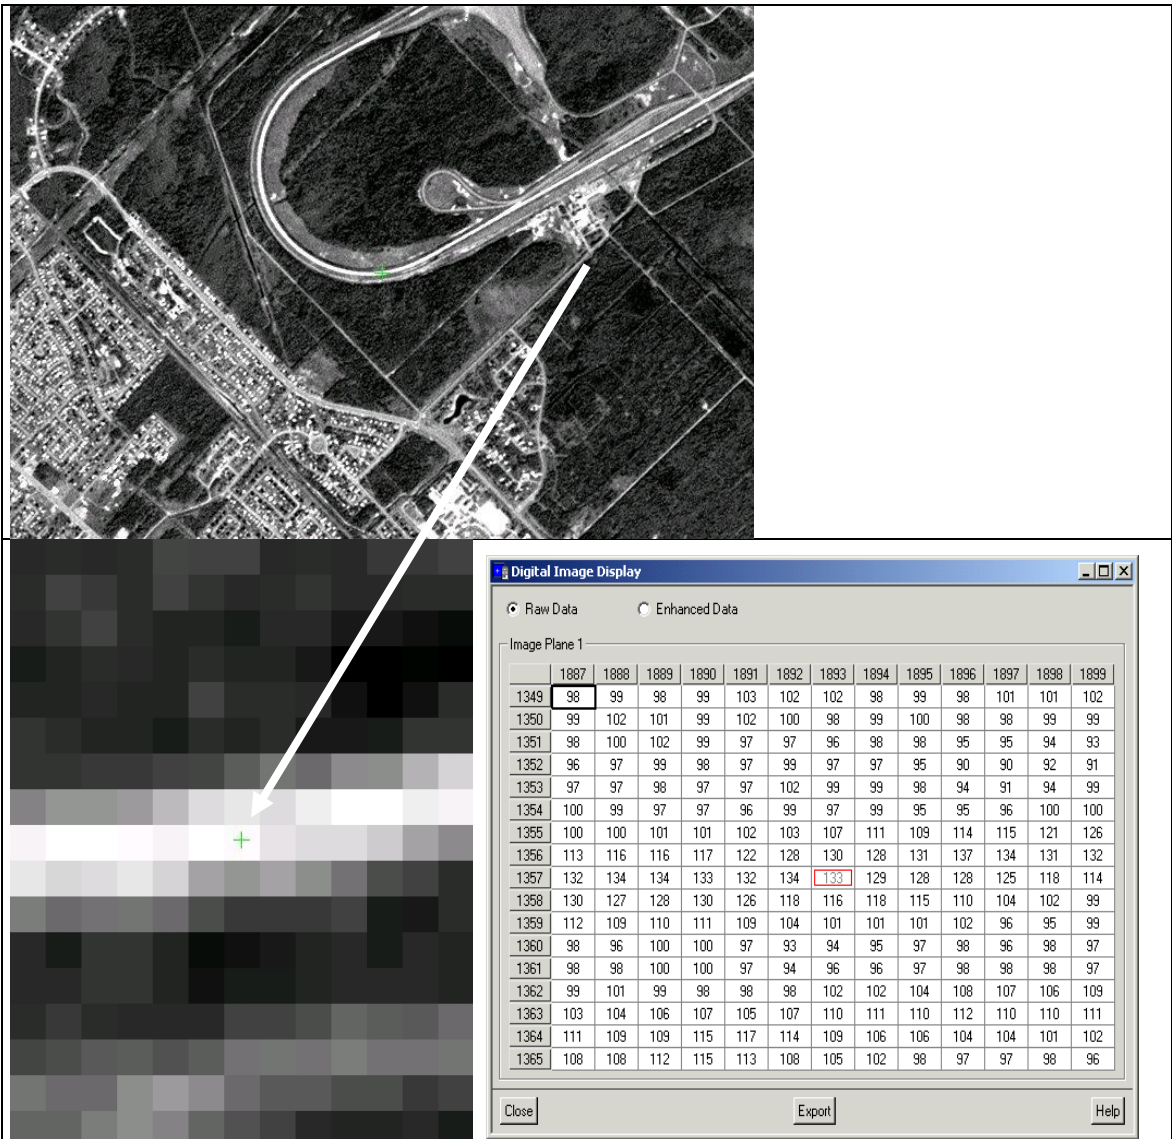 Digital Image Display
Raw Data Enhanced Data
Image Plane 1
1887 1888 1889 1890 1891 1892 1893 1894 1895 1896 1897 1898 1899
1349 98 99 98 99 103 102 102 98 99 98 101 101 102
1350 99 102 101 99 102 100 98 99 100 98 98 99 99
1351 98 100 102 99 97 97 96 98 98 95 95 94 93
1352 96 97 99 98 97 99 97 97 95 90 90 92 91
1353 97 97 98 97 97 102 99 99 98 94 91 94 99
1354 100 99 97 97 96 99 97 99 95 95 96 100 100
1355 100 100 101 101 102 103 107 111 109 114 115 121 126
1356 113 116 116 117 122 128 130 128 131 137 134 131 132
1357 132 134 134 133 132 134 133 129 128 128 125 118 114
1358 130 127 128 130 126 118 116 118 115 110 104 102 99
1359 112 109 110 111 109 104 101 101 101 102 96 95 99
1360 98 96 100 100 97 93 94 95 97 98 96 98 97
1361 98 98 100 100 97 94 96 96 97 98 98 98 97
1362 99 101 99 98 98 98 102 102 104 108 107 106 109
1363 103 104 106 107 105 107 110 111 110 112 110 110 111
1364 111 109 109 115 117 114 109 106 106 104 104 101 102
1365 108 108 112 115 113 108 105 102 98 97 97 98 96
Close Export Help